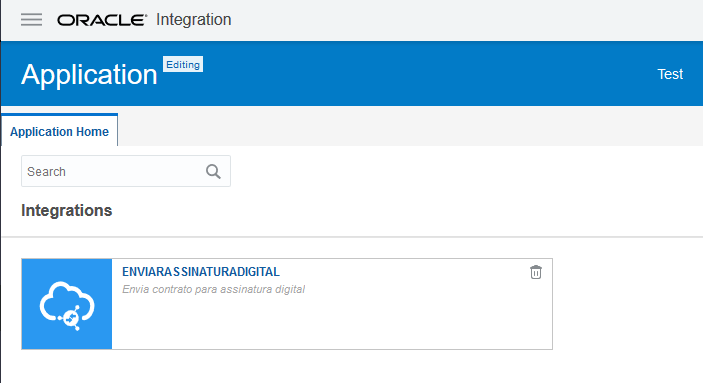 ORACLE Integration
Application Editing
Test
Application Home
Search
Integrations
ENVIARASSINATURADIGITAL
Envia contrato para assinatura digital